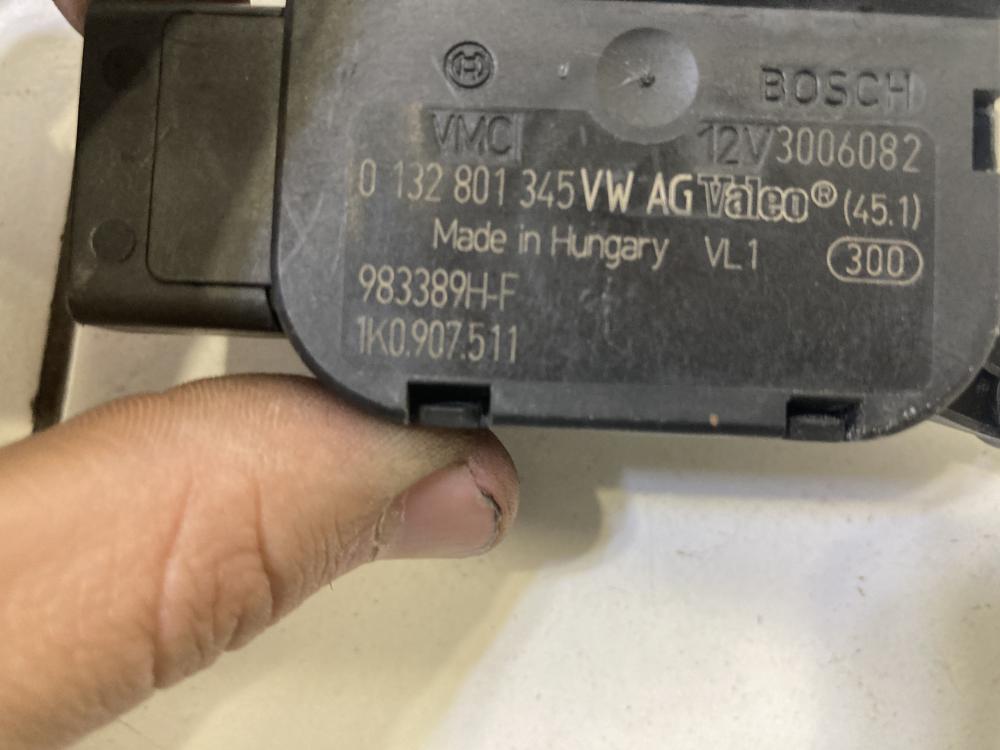 BOSCH
VMC 12V 3006082
0 132 801 345 VW AG Valeo® (45.1)
Made in Hungary VL1 300
983389H-F
1K0.907.511